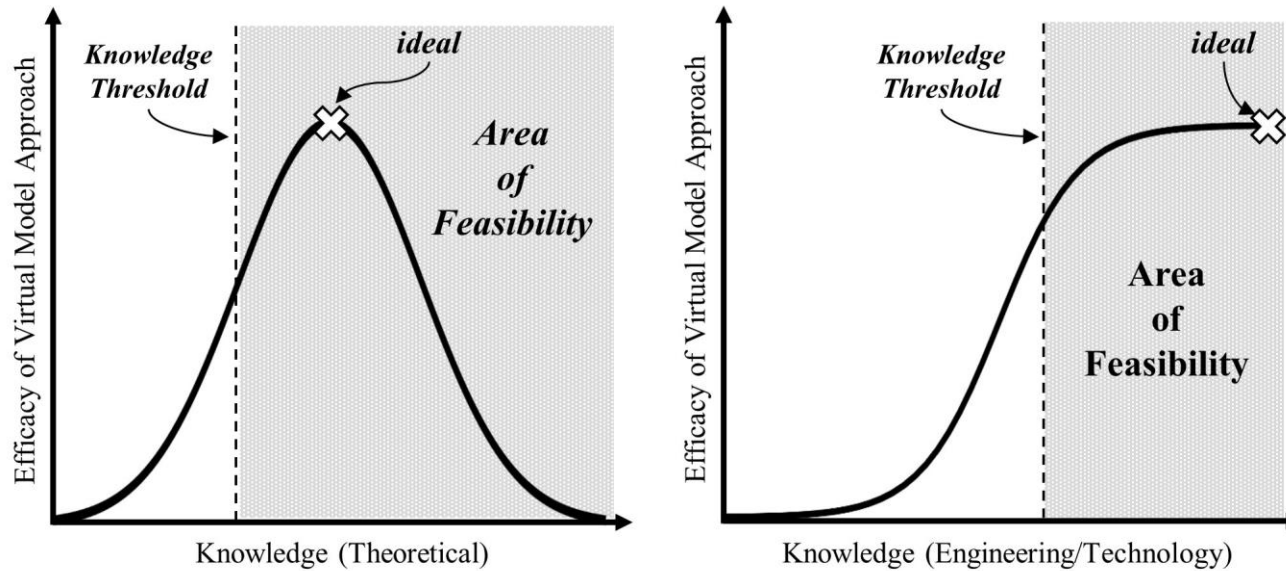 Efficacy of Virtual Model Approach
Knowledge
Threshold
ideal
Area
of
Feasibility
Knowledge (Theoretical)
Efficacy of Virtual Model Approach
Knowledge
Threshold
ideal
Area
of
Feasibility
Knowledge (Engineering/Technology)